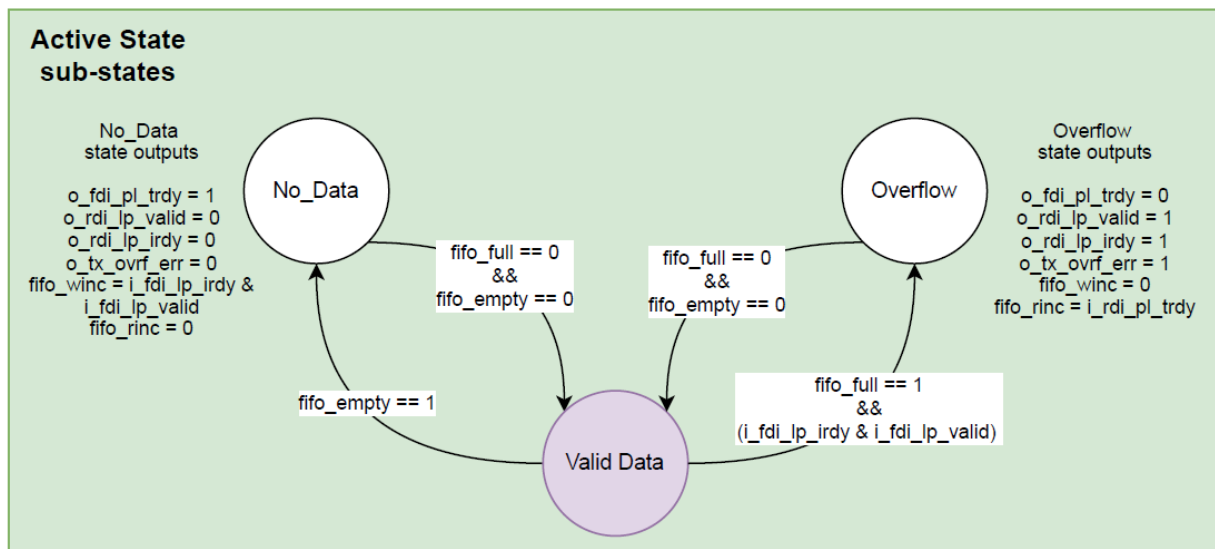 Active State
sub-states
No_Data
state outputs
o_fdi_pl_trdy = 1
o_rdi_lp_valid = 0
o_rdi_lp_irdy = 0
o_tx_ovrf_err = 0
fifo_winc = i_fdi_lp_irdy &
i_fdi_lp_valid
fifo_rinc = 0
No_Data
Overflow
Overflow
state outputs
o_fdi_pl_trdy = 0
o_rdi_lp_valid = 1
o_rdi_lp_irdy = 1
o_tx_ovrf_err = 1
fifo_winc = 0
fifo_rinc = i_rdi_pl_trdy
fifo_full == 0
&&
fifo_empty == 0
fifo_full == 0
&&
fifo_empty == 0
fifo_empty == 1
fifo_full == 1
&&
(i_fdi_lp_irdy & i_fdi_lp_valid)
Valid Data